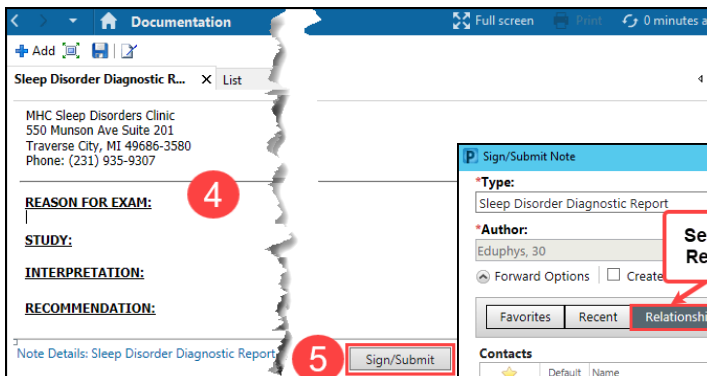 Documentation
Full screen
Print
0 minutes a
Add
Sleep Disorder Diagnostic R... X
List
MHC Sleep Disorders Clinic
550 Munson Ave Suite 201
Traverse City, MI 49686-3580
Phone: (231) 935-9307
REASON FOR EXAM:
4
STUDY:
INTERPRETATION:
RECOMMENDATION:
Note Details: Sleep Disorder Diagnostic Report
5
Sign/Submit
P Sign/Submit Note
*Type:
Sleep Disorder Diagnostic Report
*Author:
Eduphys, 30
Forward Options
Create
Se
Re
Favorites
Recent
Relationshi
Contacts
Default
Name